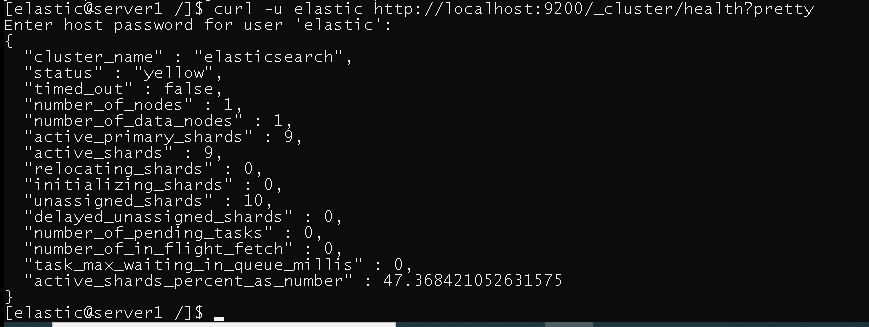 [elastic@server1 /]$ curl -u elastic http://localhost:9200/_cluster/health?pretty
Enter host password for user 'elastic':
{
  "cluster_name" : "elasticsearch",
  "status" : "yellow",
  "timed_out" : false,
  "number_of_nodes" : 1,
  "number_of_data_nodes" : 1,
  "active_primary_shards" : 9,
  "active_shards" : 9,
  "relocating_shards" : 0,
  "initializing_shards" : 0,
  "unassigned_shards" : 10,
  "delayed_unassigned_shards" : 0,
  "number_of_pending_tasks" : 0,
  "number_of_in_flight_fetch" : 0,
  "task_max_waiting_in_queue_millis" : 0,
  "active_shards_percent_as_number" : 47.368421052631575
}
[elastic@server1 /]$